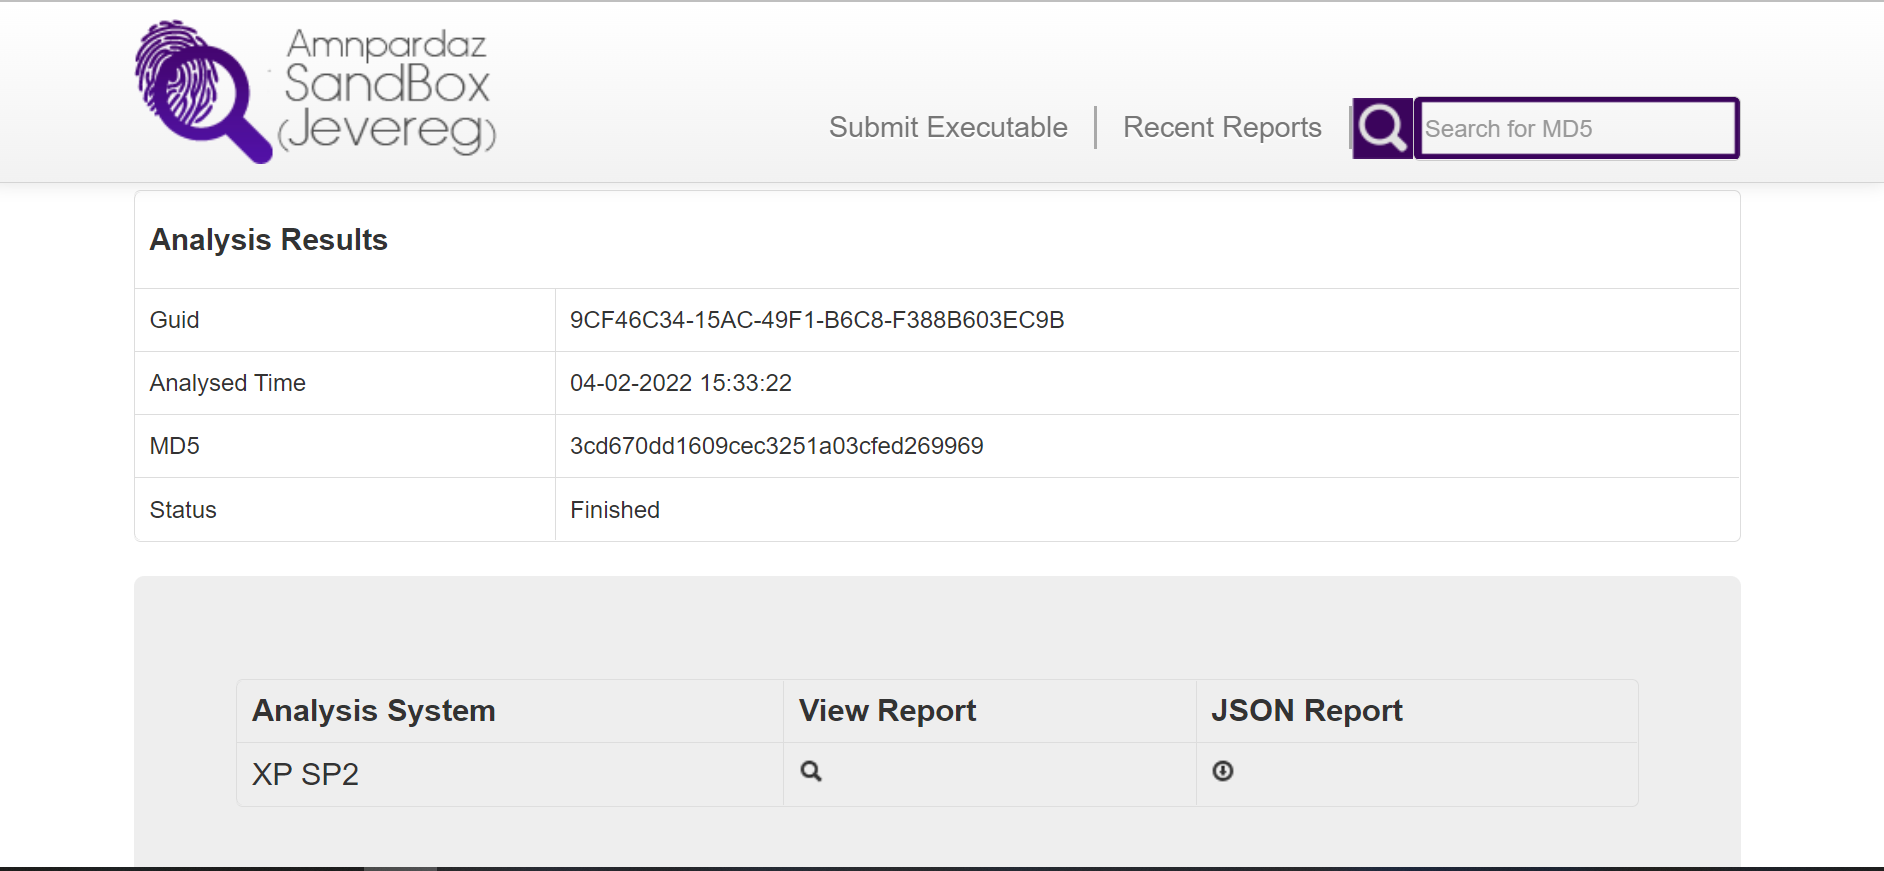 Amnpardaz
SandBox
(Jevereg)
Submit Executable
Recent Reports
Search for MD5
Analysis Results
Guid 9CF46C34-15AC-49F1-B6C8-F388B603EC9B
Analysed Time 04-02-2022 15:33:22
MD5 3cd670dd1609cec3251a03cfed269969
Status Finished
Analysis System View Report JSON Report
XP SP2